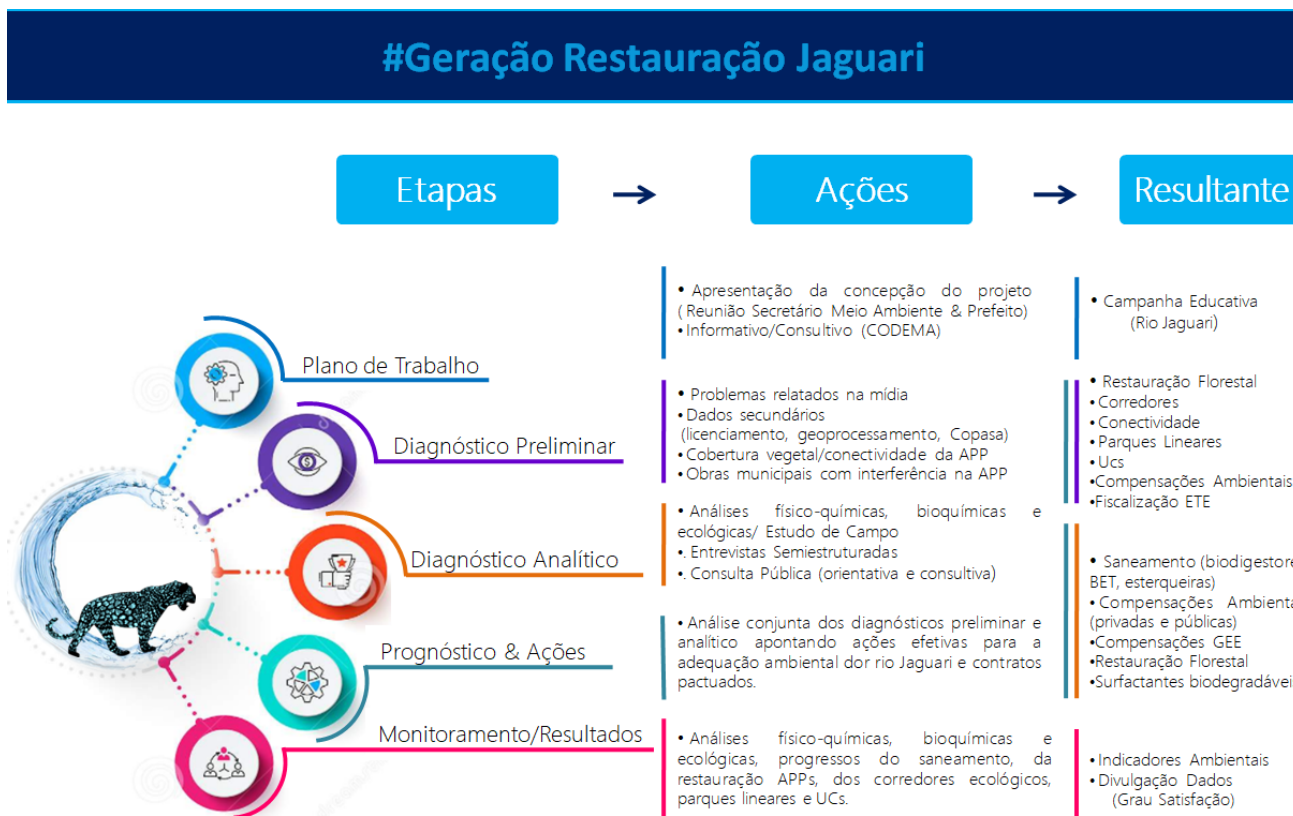 #Geração Restauração Jaguari
Etapas
Ações
Resultante
Plano de Trabalho
• Apresentação da concepção do projeto
( Reunião Secretário Meio Ambiente & Prefeito)
• Informativo/Consultivo (CODEMA)
• Campanha Educativa
(Rio Jaguari)
Diagnóstico Preliminar
• Problemas relatados na mídia
• Dados secundários
(licenciamento, geoprocessamento, Copasa)
• Cobertura vegetal/conectividade da APP
• Obras municipais com interferência na APP
• Restauração Florestal
• Corredores
• Conectividade
• Parques Lineares
• Ucs
•Compensações Ambientais
•Fiscalização ETE
Diagnóstico Analítico
• Análises físico-químicas, bioquímicas e
ecológicas/ Estudo de Campo
•. Entrevistas Semiestruturadas
•. Consulta Pública (orientativa e consultiva)
Prognóstico & Ações
• Análise conjunta dos diagnósticos preliminar e
analítico apontando ações efetivas para a
adequação ambiental dor rio Jaguari e contratos
pactuados.
• Saneamento (biodigestore
BET, esterqueiras)
• Compensações Ambienta
(privadas e públicas)
•Compensações GEE
•Restauração Florestal
•Surfactantes biodegradávei
Monitoramento/Resultados
• Análises físico-químicas, bioquímicas e
ecológicas, progressos do saneamento, da
restauração APPs, dos corredores ecológicos,
parques lineares e UCs.
• Indicadores Ambientais
• Divulgação Dados
(Grau Satisfação)